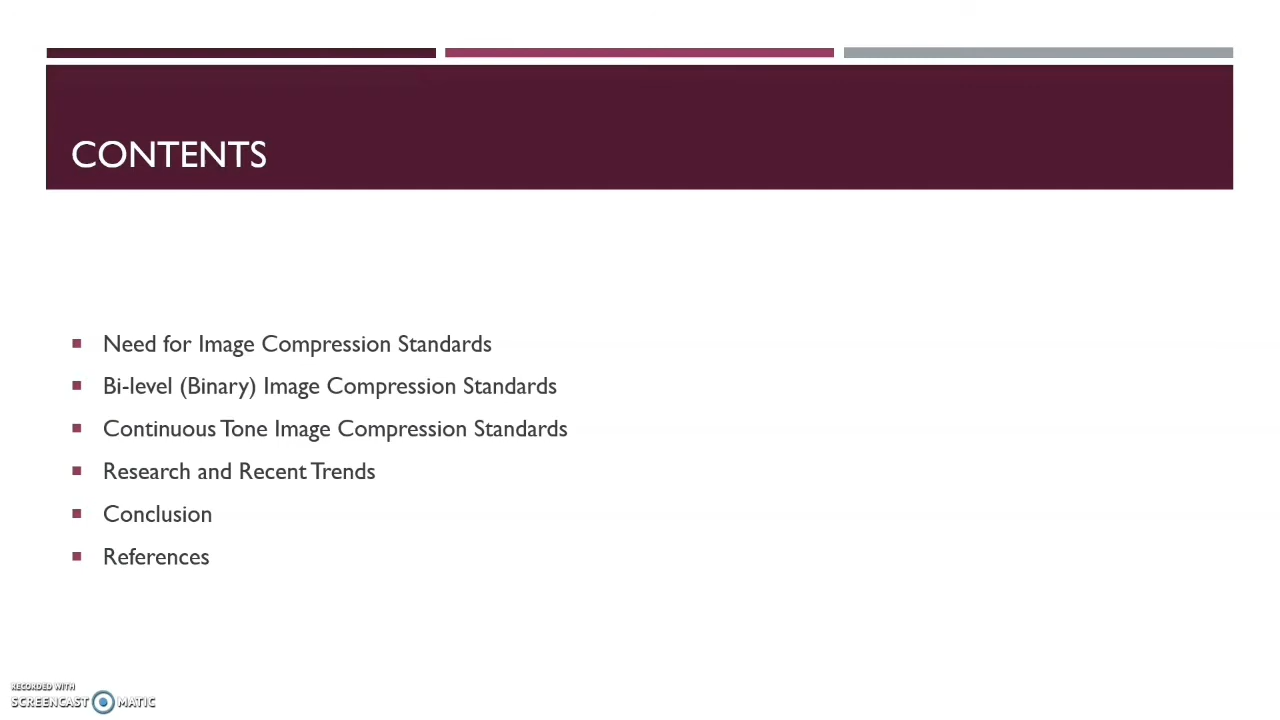 CONTENTS
Need for Image Compression Standards
Bi-level (Binary) Image Compression Standards
Continuous Tone Image Compression Standards
Research and Recent Trends
Conclusion
References
RECORDED WITH
SCREENCAST MATIC